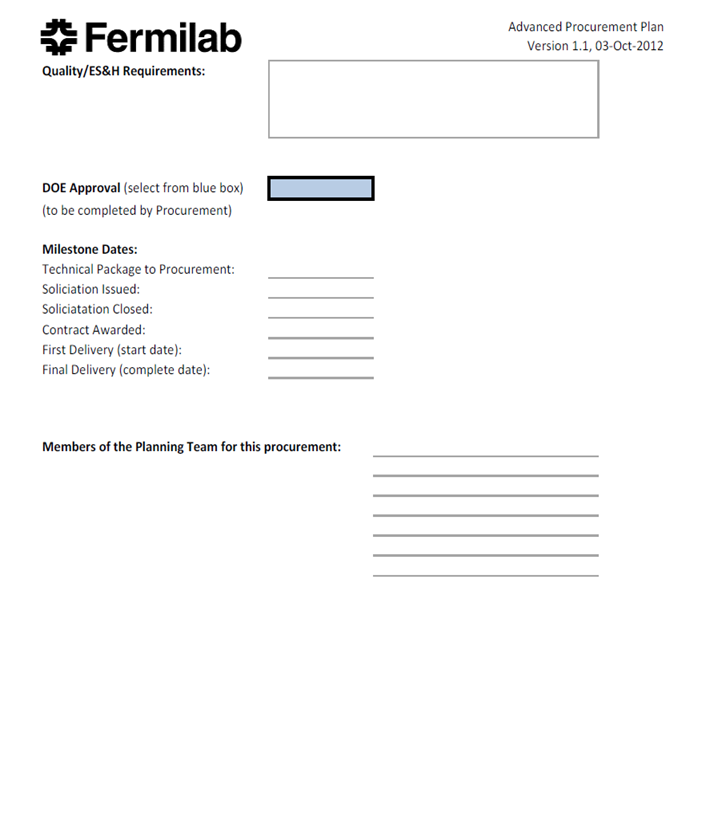 Fermilab
Advanced Procurement Plan
Version 1.1, 03-Oct-2012
Quality/ES&H Requirements:
DOE Approval (select from blue box)
(to be completed by Procurement)
Milestone Dates:
Technical Package to Procurement:
Soliciation Issued:
Soliciatation Closed:
Contract Awarded:
First Delivery (start date):
Final Delivery (complete date):
Members of the Planning Team for this procurement: